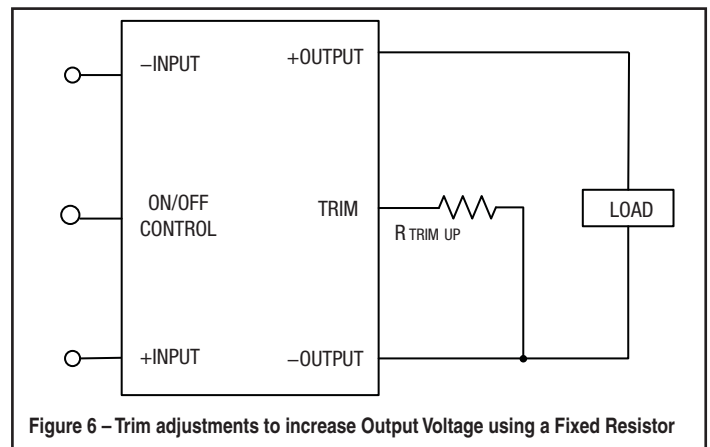 –INPUT
+OUTPUT
ON/OFF
CONTROL
TRIM
R TRIM UP
LOAD
+INPUT
–OUTPUT
Figure 6 – Trim adjustments to increase Output Voltage using a Fixed Resistor